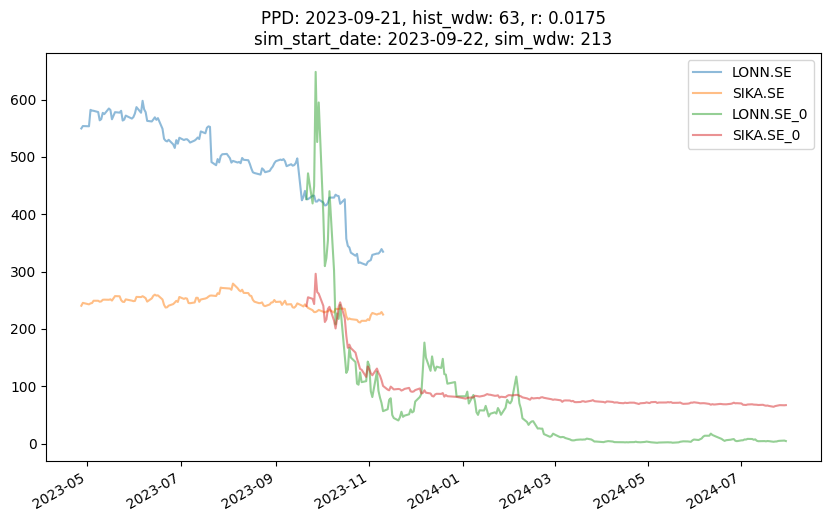 PPD: 2023-09-21, hist_wdw: 63, r: 0.0175
sim_start_date: 2023-09-22, sim_wdw: 213
LONN.SE
SIKA.SE
LONN.SE_0
SIKA.SE_0
600
500
400
300
200
100
0
2023-05
2023-07
2023-09
2023-11
2024-01
2024-03
2024-05
2024-07